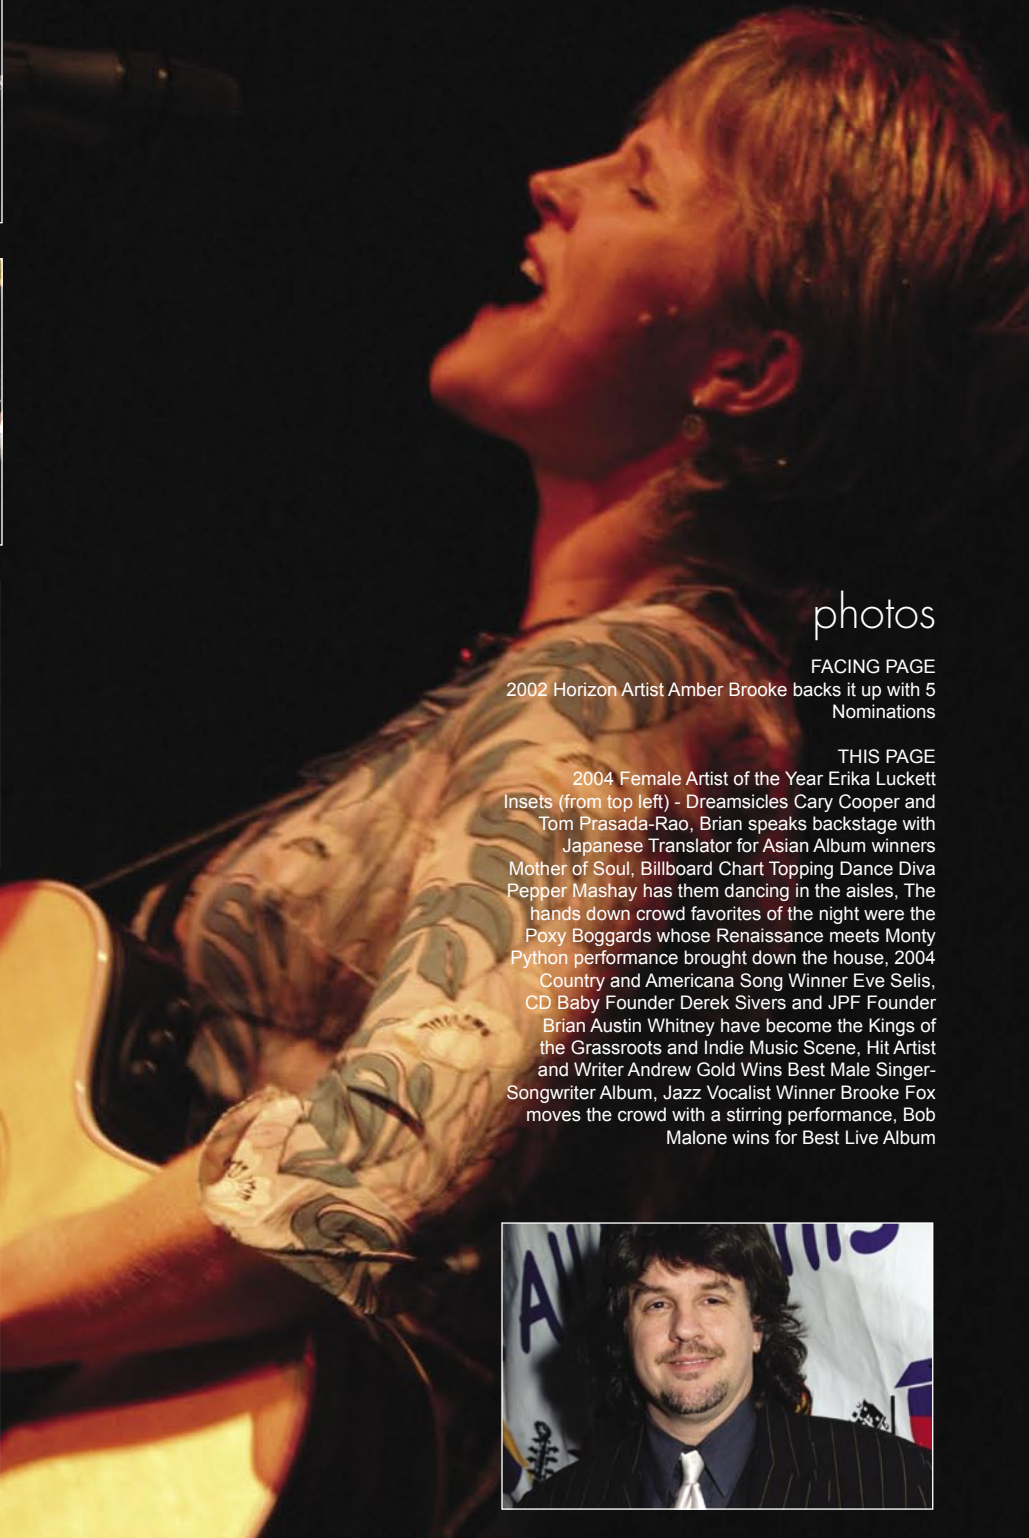 photos
FACING PAGE
2002 Horizon Artist Amber Brooke backs it up with 5
Nominations
THIS PAGE
2004 Female Artist of the Year Erika Luckett
Insets (from top left) - Dreamsicles Cary Cooper and
Tom Prasada-Rao, Brian speaks backstage with
Japanese Translator for Asian Album winners
Mother of Soul, Billboard Chart Topping Dance Diva
Pepper Mashay has them dancing in the aisles, The
hands down crowd favorites of the night were the
Poxy Boggards whose Renaissance meets Monty
Python performance brought down the house, 2004
Country and Americana Song Winner Eve Selis,
CD Baby Founder Derek Sivers and JPF Founder
Brian Austin Whitney have become the Kings of
the Grassroots and Indie Music Scene, Hit Artist
and Writer Andrew Gold Wins Best Male Singer-
Songwriter Album, Jazz Vocalist Winner Brooke Fox
moves the crowd with a stirring performance, Bob
Malone wins for Best Live Album